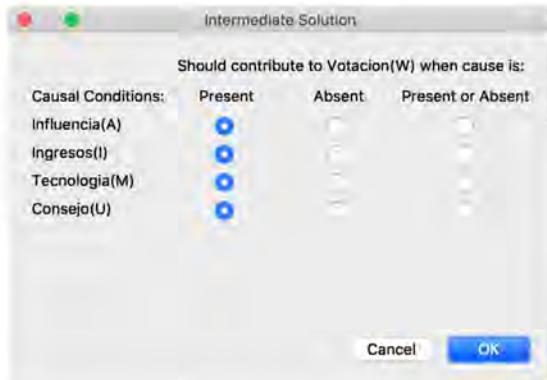 Intermediate Solution
Should contribute to Votacion(W) when cause is:
Causal Conditions: Present Absent Present or Absent
Influencia(A)
Ingresos(I)
Tecnologia(M)
Consejo(U)
Cancel OK